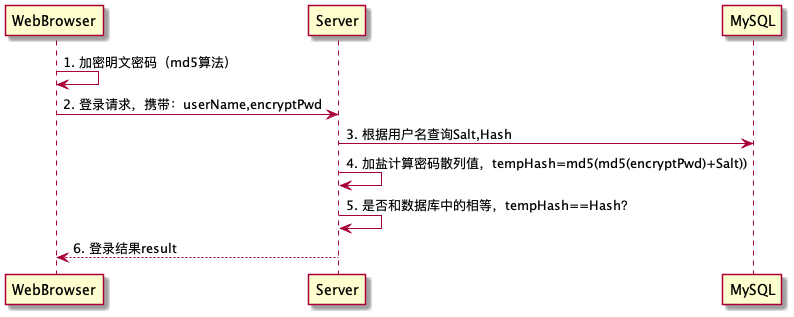 WebBrowser Server MySQL
1. 加密明文密码（md5算法）
2. 登录请求，携带：userName,encryptPwd
3. 根据用户名查询Salt,Hash
4. 加盐计算密码散列值，tempHash=md5(md5(encryptPwd)+Salt))
5. 是否和数据库中的相等，tempHash==Hash?
6. 登录结果result
WebBrowser Server MySQL